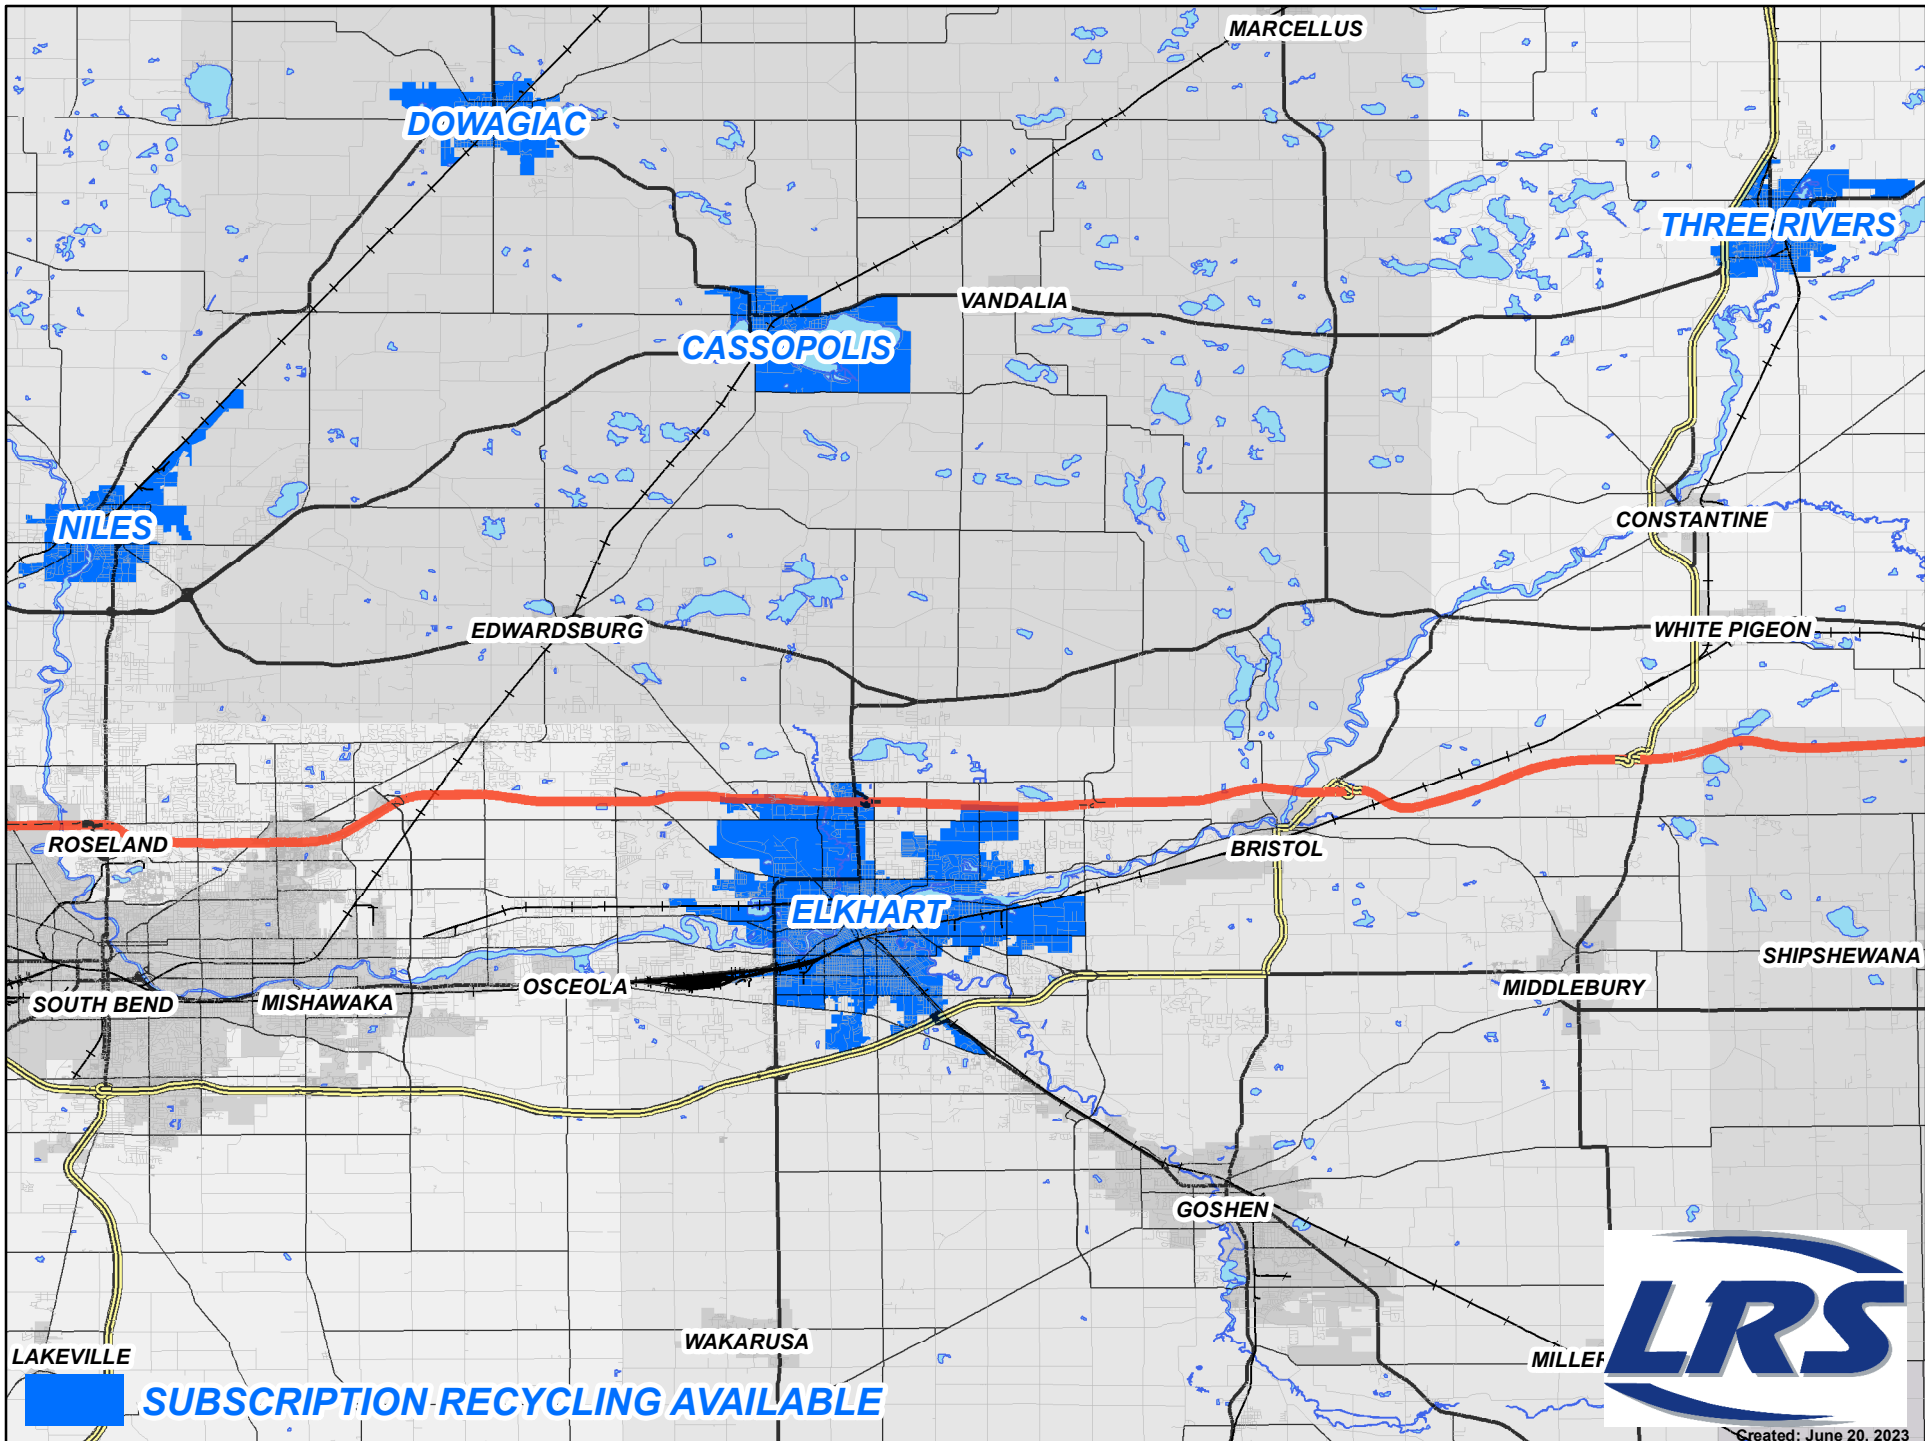 MARCELLUS
DOWAGIAC
THREE RIVERS
VANDALIA
CASSOPOLIS
NILES
CONSTANTINE
EDWARDSBURG
WHITE PIGEON
ROSELAND
BRISTOL
ELKHART
SHIPSHEWANA
OSCEOLA
MIDDLEBURY
SOUTH BEND
MISHAWAKA
GOSHEN
WAKARUSA
LAKEVILLE
MILLER
LRS
SUBSCRIPTION RECYCLING AVAILABLE
Created: June 20, 2023